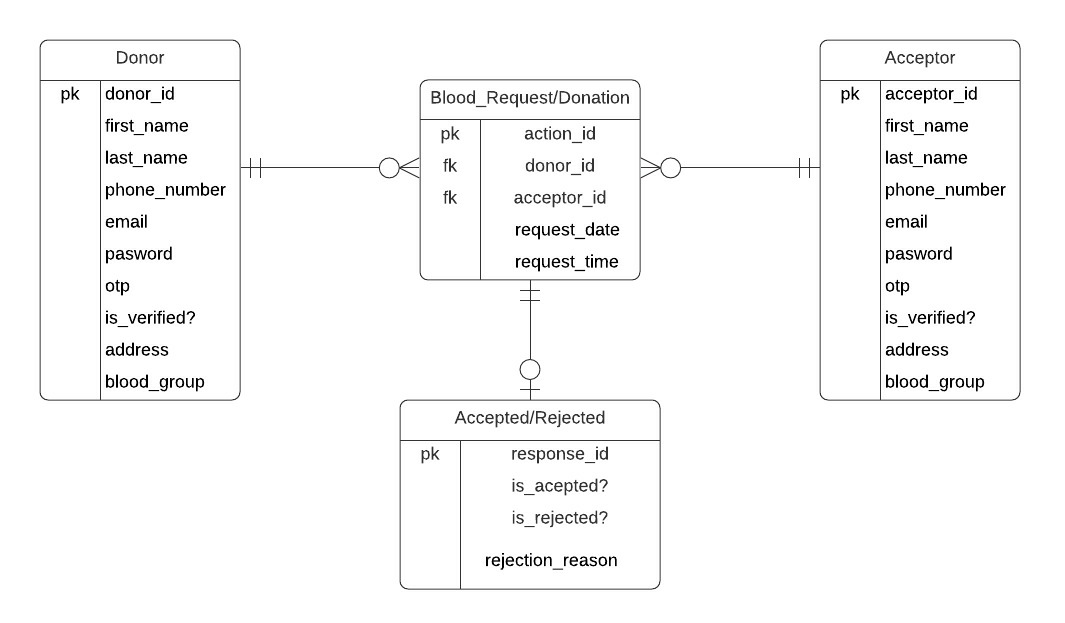 Donor
pk donor_id
first_name
last_name
phone_number
email
pasword
otp
is_verified?
address
blood_group
Blood_Request/Donation
pk action_id
fk donor_id
fk acceptor_id
request_date
request_time
Acceptor
pk acceptor_id
first_name
last_name
phone_number
email
pasword
otp
is_verified?
address
blood_group
Accepted/Rejected
pk response_id
is_acepted?
is_rejected?
rejection_reason